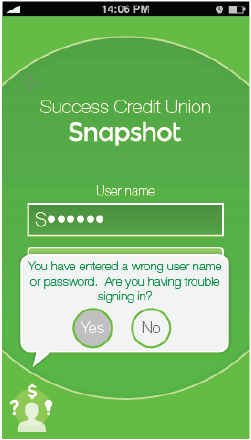 14:06 PM
Success Credit Union
Snapshot
User name
S●●●●●●
You have entered a wrong user name
or password.  Are you having trouble
signing in?
Yes No
? $ ?